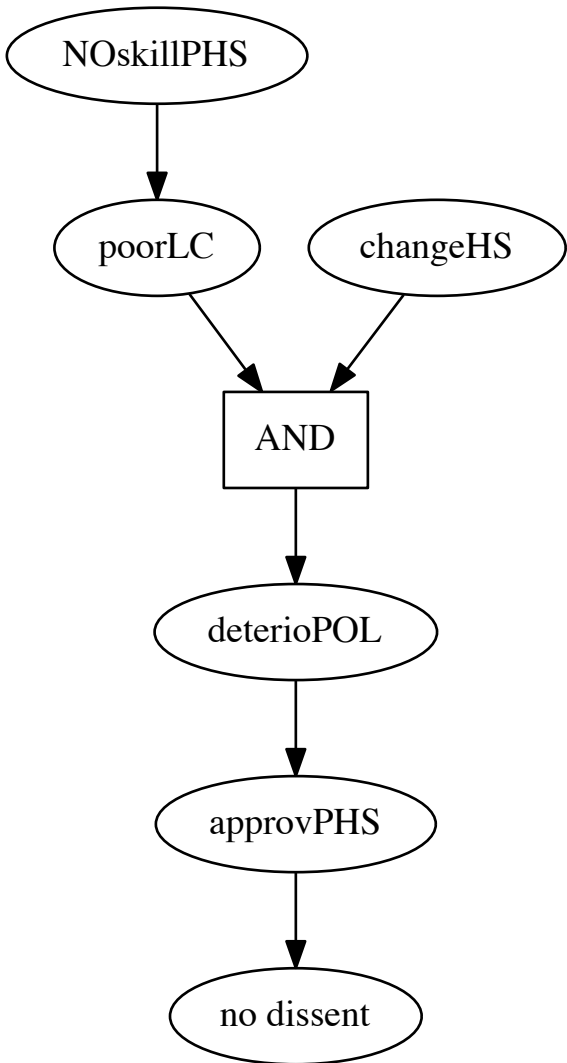 NOskillPHS
poorLC
changeHS
AND
deterioPOL
approvPHS
no dissent